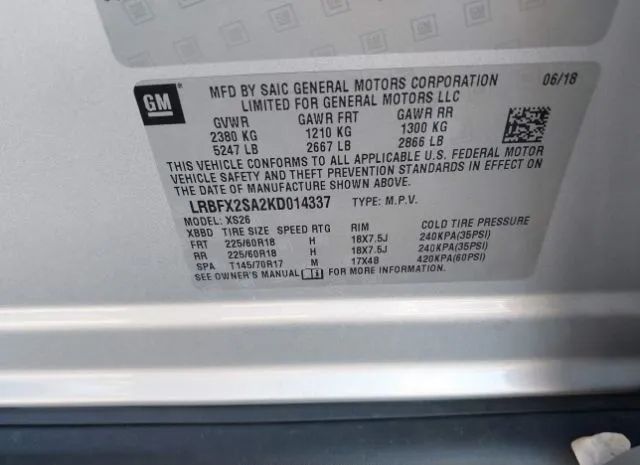 GM
MFD BY SAIC GENERAL MOTORS CORPORATION 06/18
LIMITED FOR GENERAL MOTORS LLC
GVWR GAWR FRT GAWR RR
2380 KG 1210 KG 1300 KG
5247 LB 2667 LB 2866 LB
THIS VEHICLE CONFORMS TO ALL APPLICABLE U.S. FEDERAL MOTOR
VEHICLE SAFETY AND THEFT PREVENTION STANDARDS IN EFFECT ON
THE DATE OF MANUFACTURE SHOWN ABOVE.
LRBFX2SA2KD014337 TYPE: M.P.V.
MODEL: XS26
XBBD TIRE SIZE SPEED RTG RIM COLD TIRE PRESSURE
FRT 225/60R18 H 18X7.5J 240KPA(35PSI)
RR 225/60R18 H 18X7.5J 240KPA(35PSI)
SPA T145/70R17 M 17X4B 420KPA(60PSI)
SEE OWNER'S MANUAL FOR MORE INFORMATION.